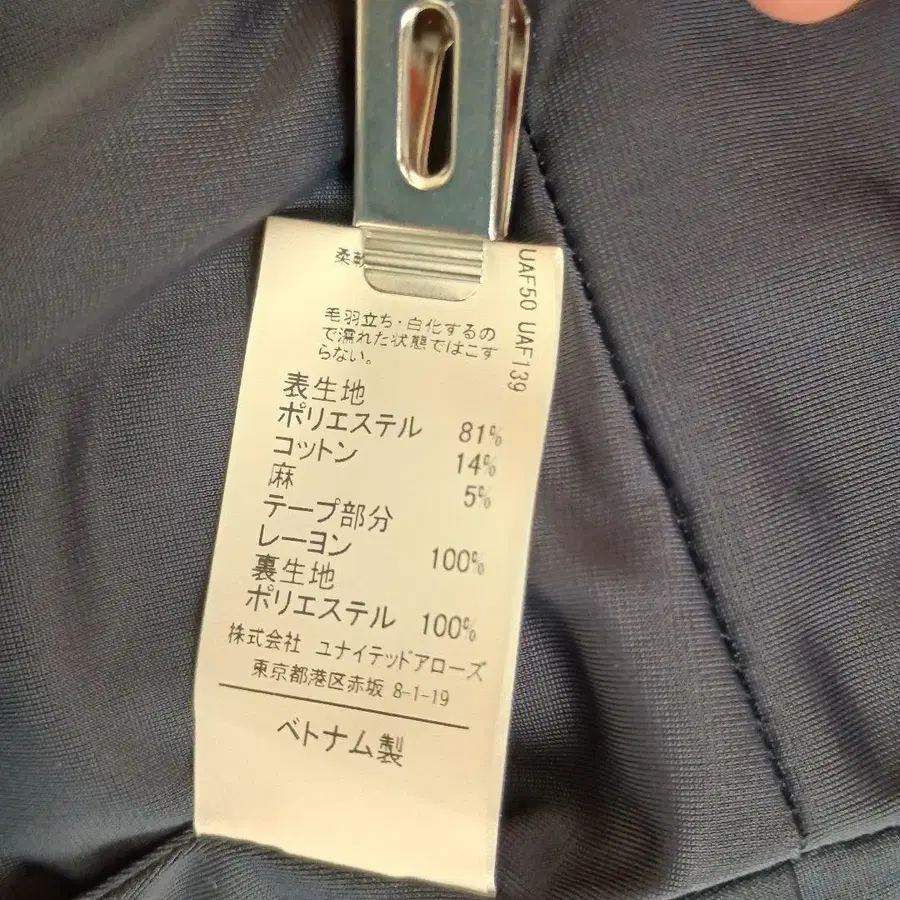 柔軟
毛羽立ち・白化するの
で濡れた状態ではこす
らない。
表生地
ポリエステル 81%
コットン 14%
麻 5%
テープ部分
レーヨン 100%
裏生地
ポリエステル 100%
株式会社 ユナイテッドアローズ
東京都港区赤坂 8-1-19
ベトナム製
UAF50 UAF139